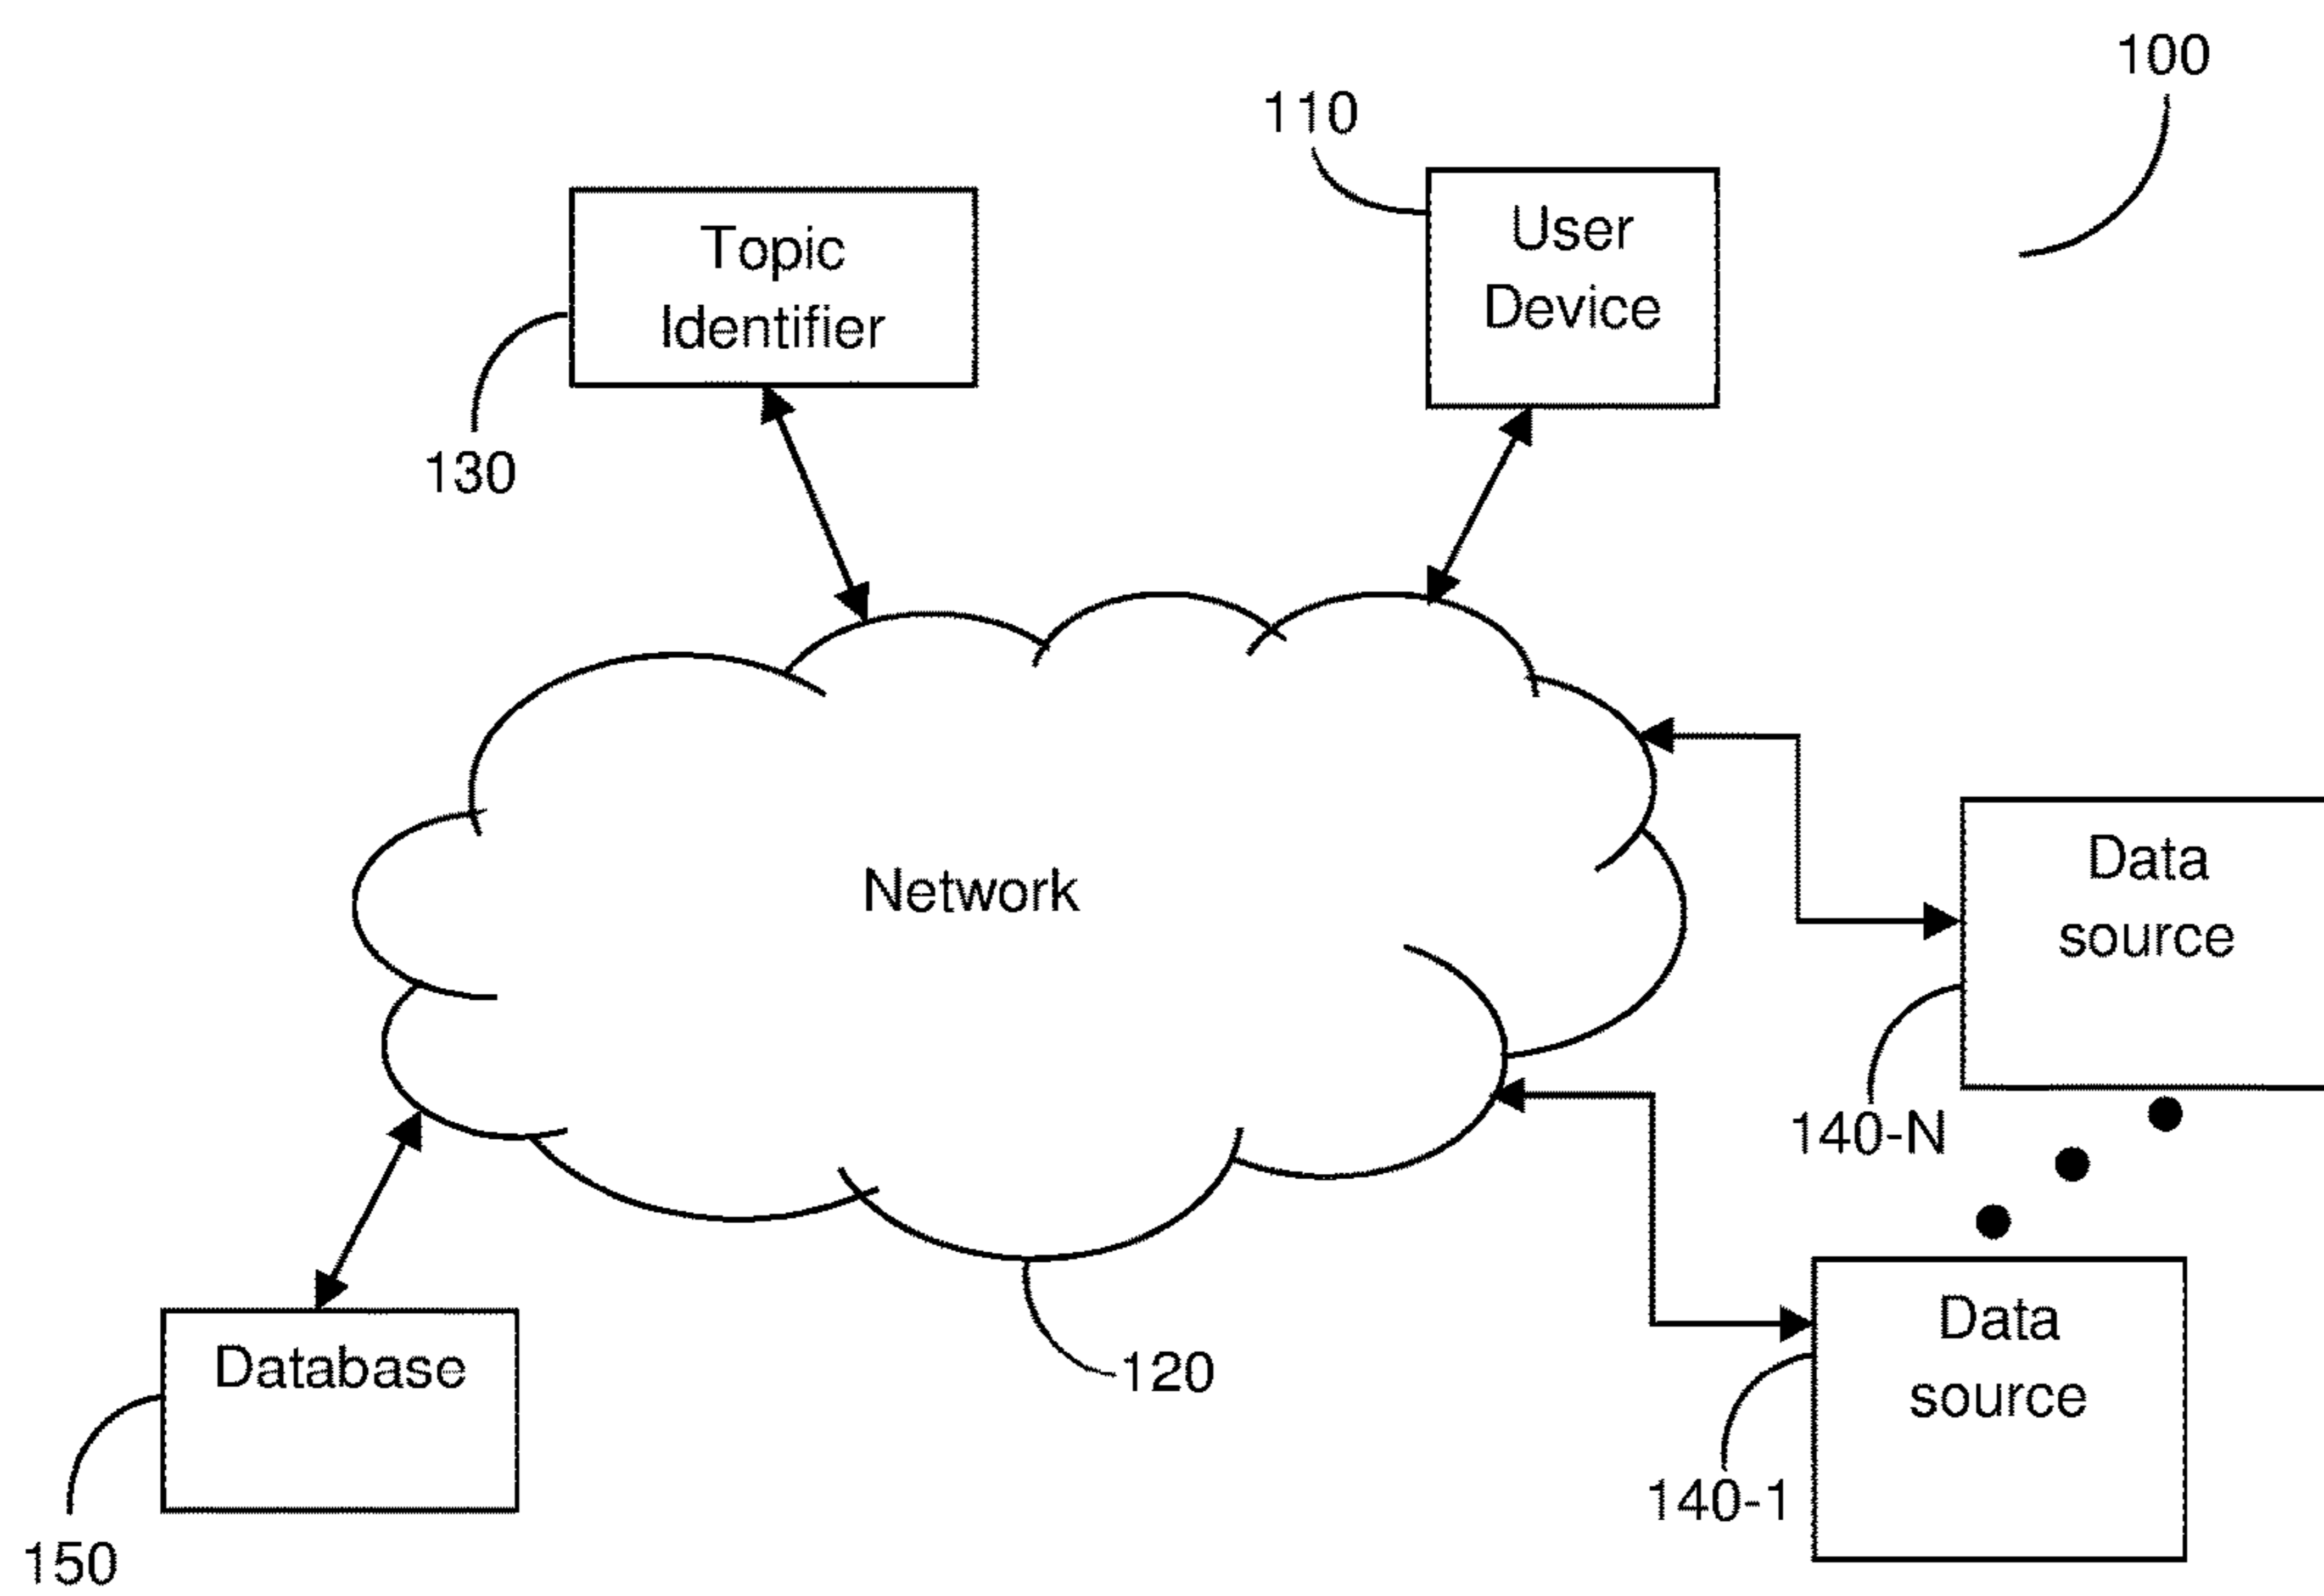 100
110
User
Device
Topic
Identifier
130
Network
Data
source
140-N
Data
source
140-1
120
Database
150